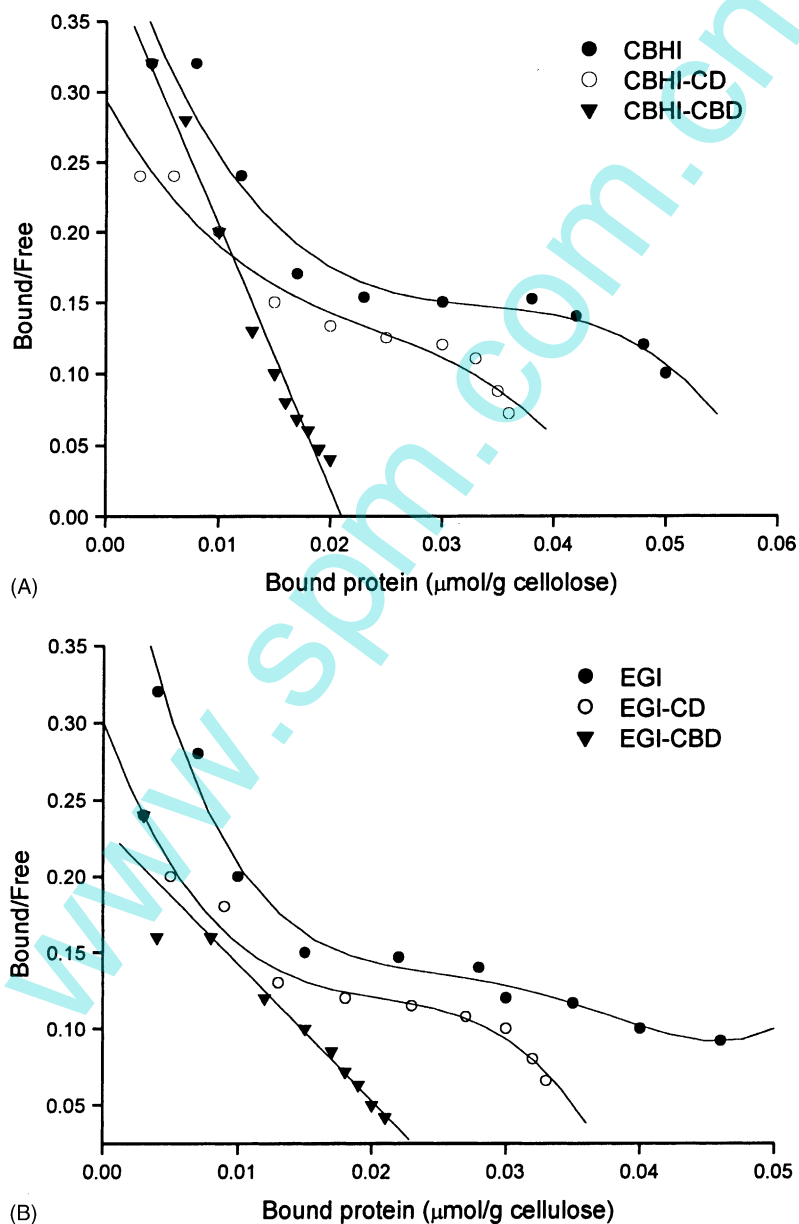 0.35
0.30
0.25
0.20
0.15
0.10
0.05
0.00
Bound/Free
CBHI
CBHI-CD
CBHI-CBD
0.00 0.01 0.02 0.03 0.04 0.05 0.06
Bound protein (μmol/g cellolose)
(A)
0.35
0.30
0.25
0.20
0.15
0.10
0.05
Bound/Free
EGI
EGI-CD
EGI-CBD
0.00 0.01 0.02 0.03 0.04 0.05
Bound protein (μmol/g cellulose)
(B)
www.spm.com.cn